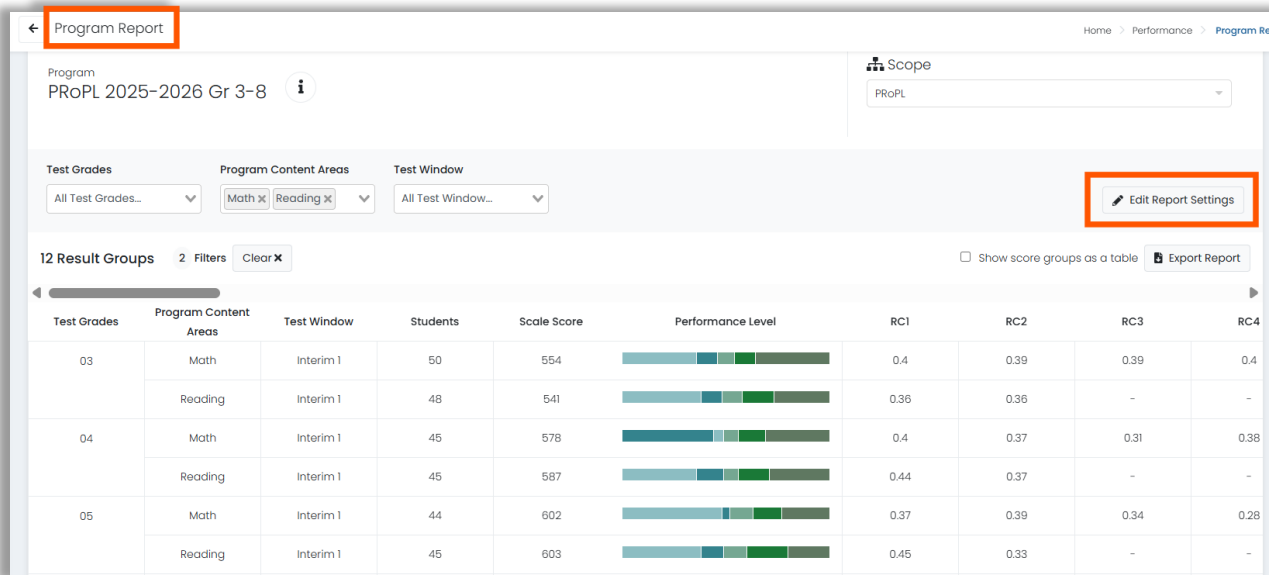 Program Report
Home > Performance > Program Re
Program
PRoPL 2025-2026 Gr 3-8
i
Scope
PRoPL
Test Grades Program Content Areas Test Window
All Test Grades... Math × Reading × All Test Window...
Edit Report Settings
12 Result Groups 2 Filters Clear ×
Show score groups as a table Export Report
Test Grades Program Content Areas Test Window Students Scale Score Performance Level RC1 RC2 RC3 RC4
03 Math Interim 1 50 554 0.4 0.39 0.39 0.4
Reading Interim 1 48 541 0.36 0.36 - -
04 Math Interim 1 45 578 0.4 0.37 0.31 0.38
Reading Interim 1 45 587 0.44 0.37 - -
05 Math Interim 1 44 602 0.37 0.39 0.34 0.28
Reading Interim 1 45 603 0.45 0.33 - -